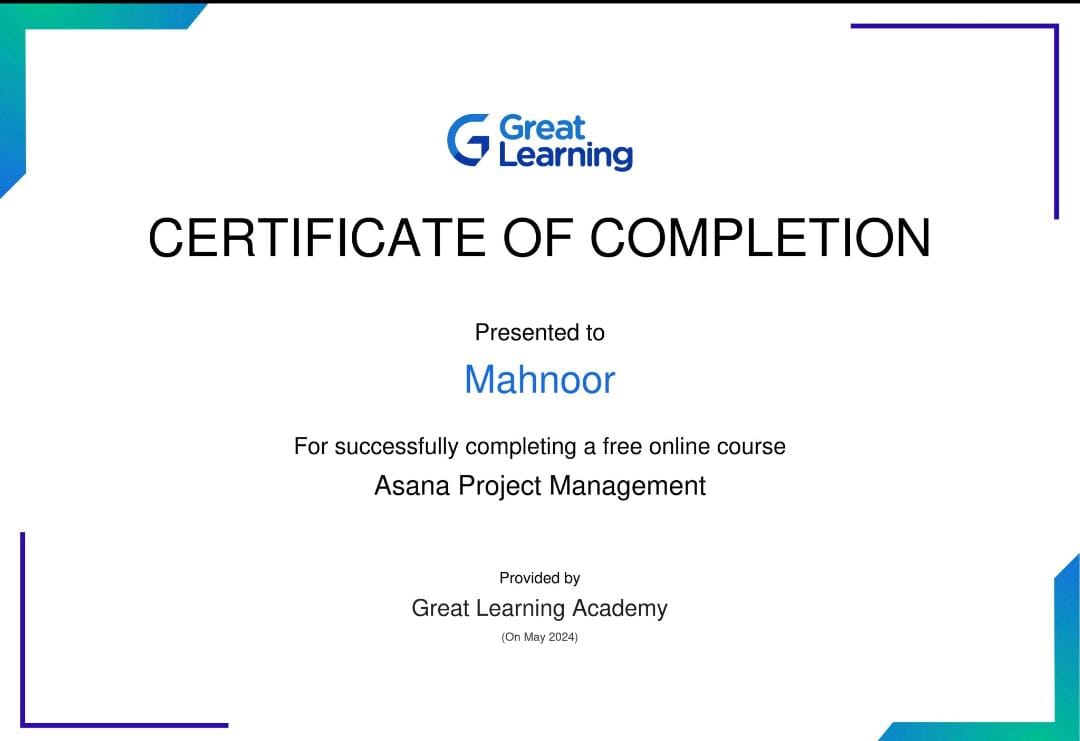 Great
Learning
CERTIFICATE OF COMPLETION
Presented to
Mahnoor
For successfully completing a free online course
Asana Project Management
Provided by
Great Learning Academy
(On May 2024)